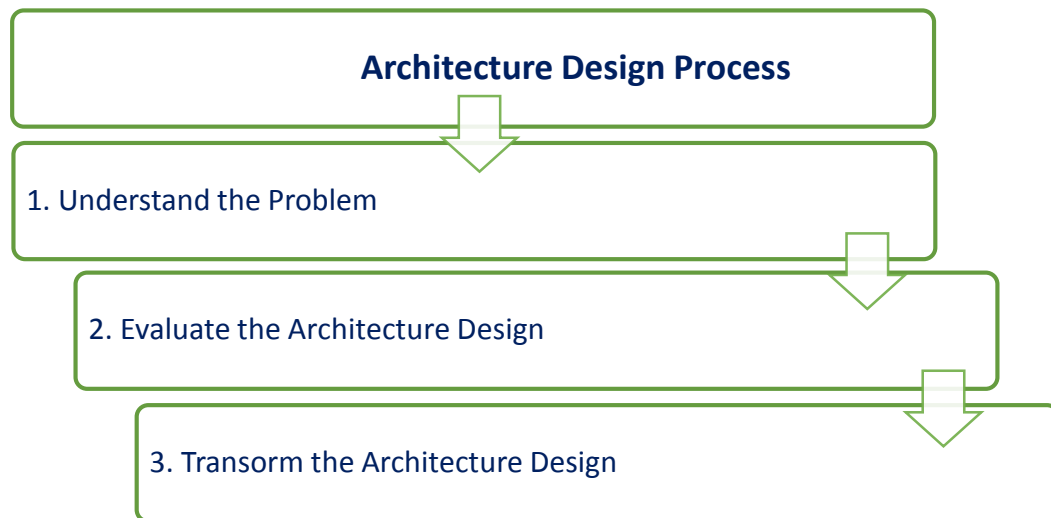 Architecture Design Process
1. Understand the Problem
2. Evaluate the Architecture Design
3. Transorm the Architecture Design